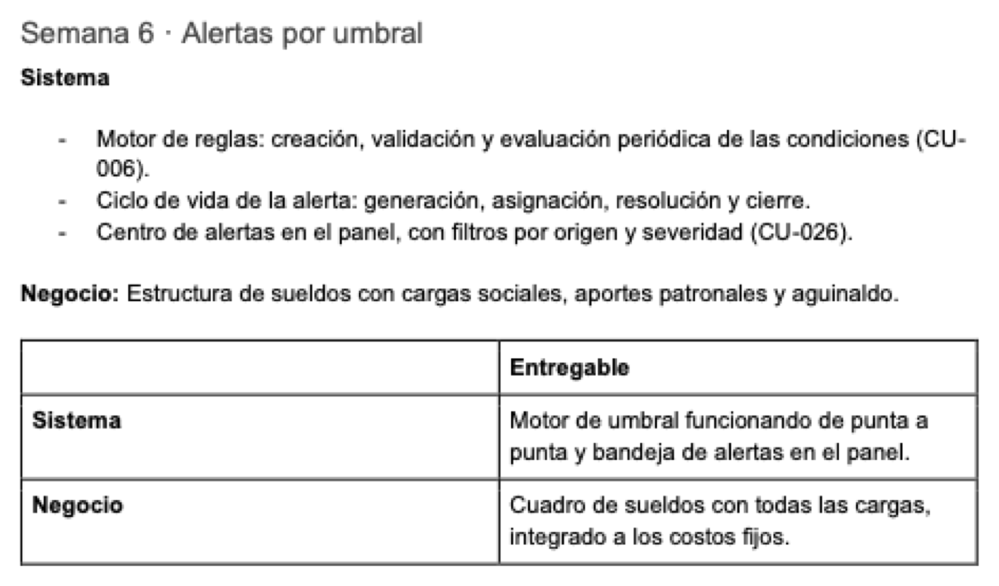 Semana 6 · Alertas por umbral
Sistema
- Motor de reglas: creación, validación y evaluación periódica de las condiciones (CU-
006).
- Ciclo de vida de la alerta: generación, asignación, resolución y cierre.
- Centro de alertas en el panel, con filtros por origen y severidad (CU-026).
Negocio: Estructura de sueldos con cargas sociales, aportes patronales y aguinaldo.
Entregable
Sistema
Motor de umbral funcionando de punta a
punta y bandeja de alertas en el panel.
Negocio
Cuadro de sueldos con todas las cargas,
integrado a los costos fijos.